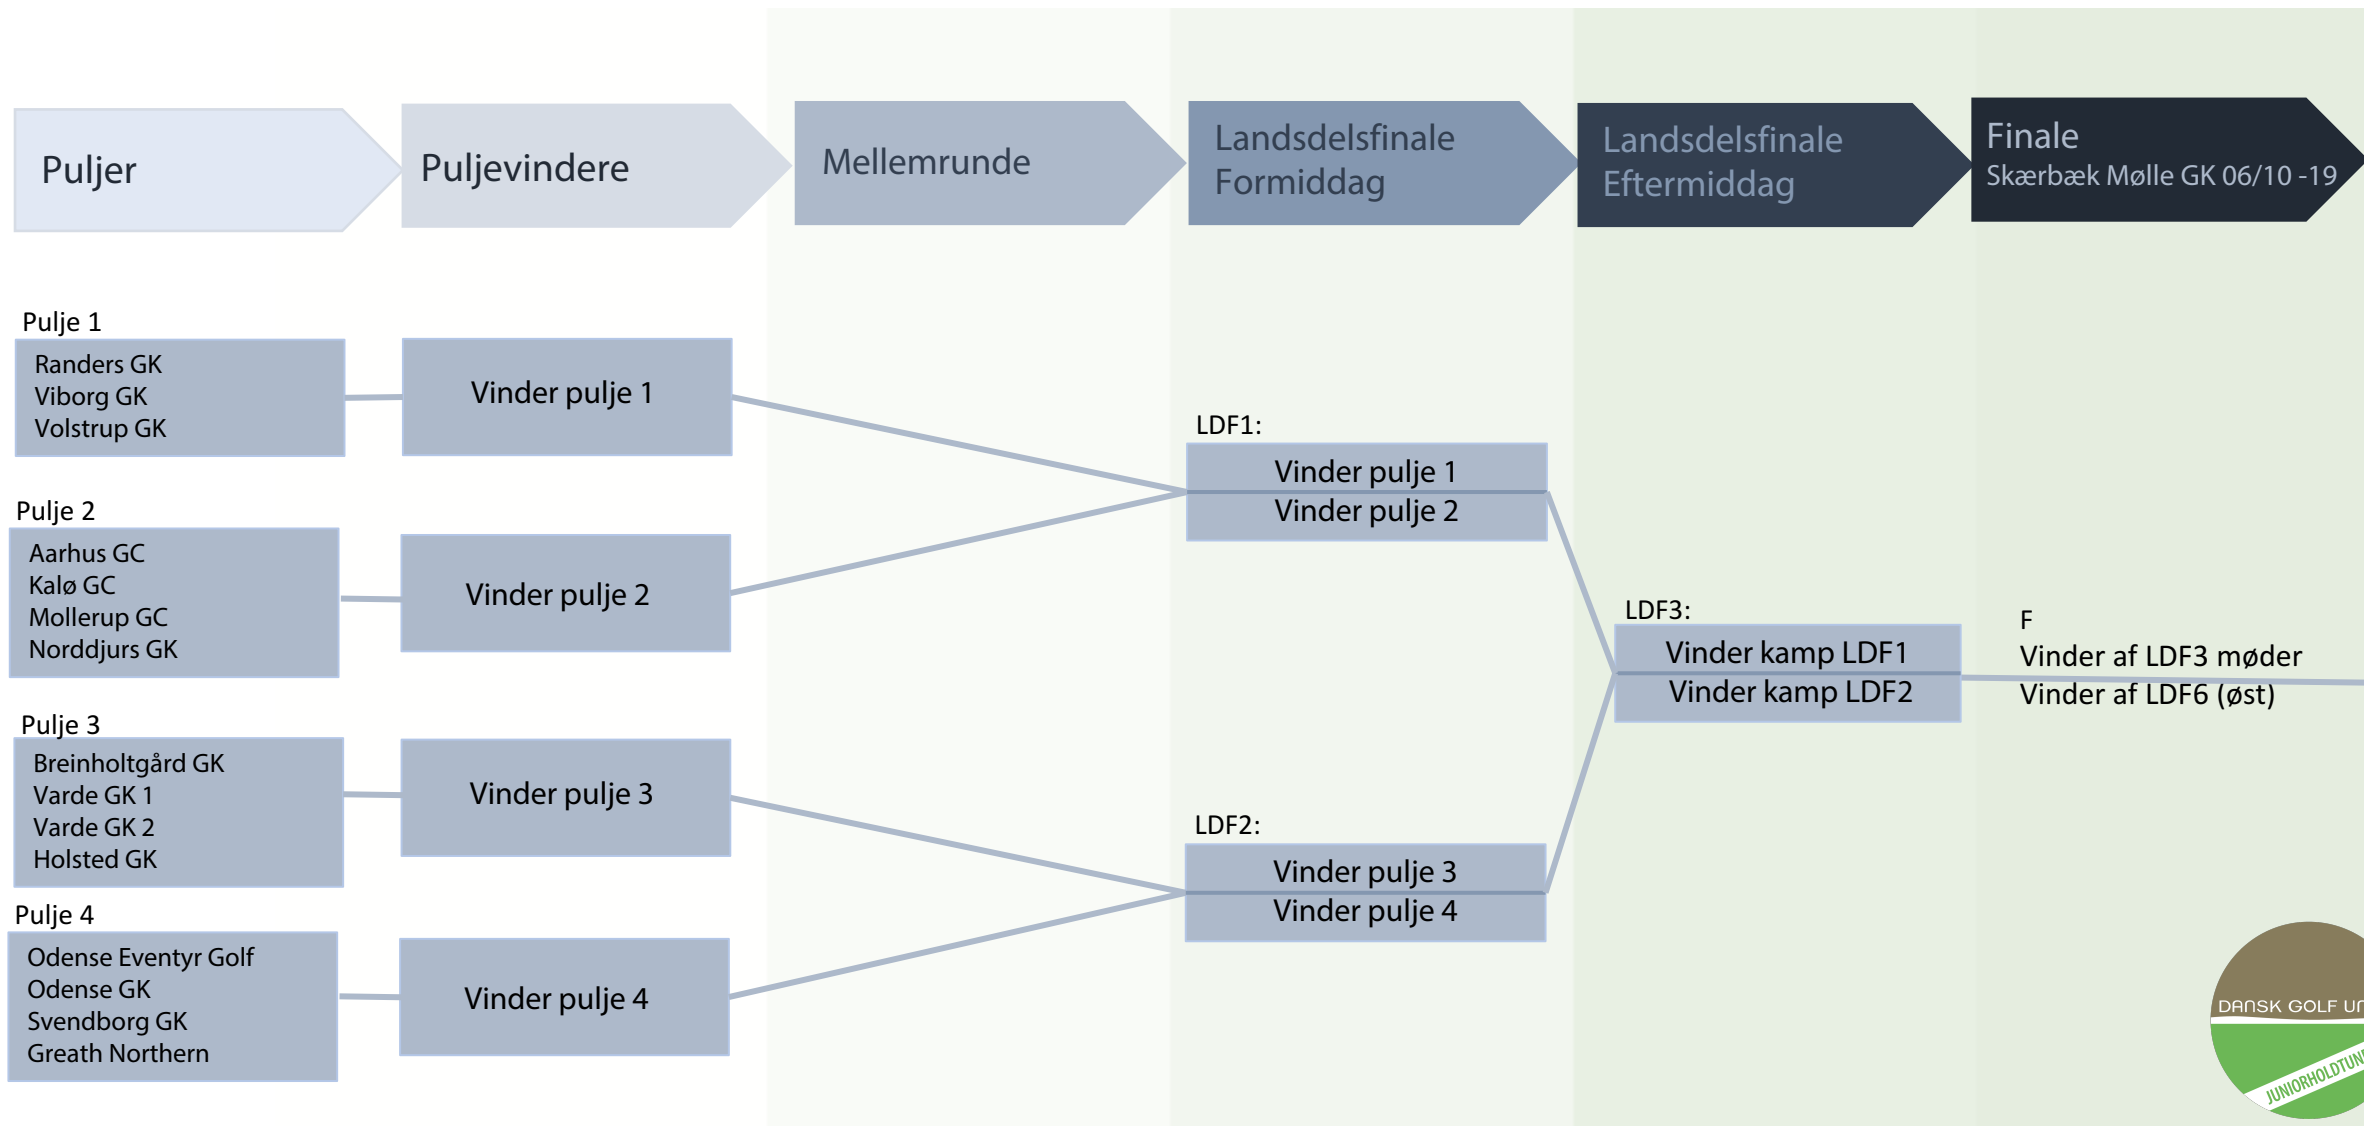 Puljer
Puljevindere
Mellemrunde
Landsdelsfinale
Formiddag
Landsdelsfinale
Eftermiddag
Finale
Skærbæk Mølle GK 06/10 -19
Pulje 1
Randers GK
Viborg GK
Volstrup GK
Vinder pulje 1
Pulje 2
Aarhus GC
Kalø GC
Mollerup GC
Norddjurs GK
Vinder pulje 2
Pulje 3
Breinholtgård GK
Varde GK 1
Varde GK 2
Holsted GK
Vinder pulje 3
Pulje 4
Odense Eventyr Golf
Odense GK
Svendborg GK
Greath Northern
Vinder pulje 4
LDF1:
Vinder pulje 1
Vinder pulje 2
LDF2:
Vinder pulje 3
Vinder pulje 4
LDF3:
Vinder kamp LDF1
Vinder kamp LDF2
F
Vinder af LDF3 møder
Vinder af LDF6 (øst)
DANSK GOLF